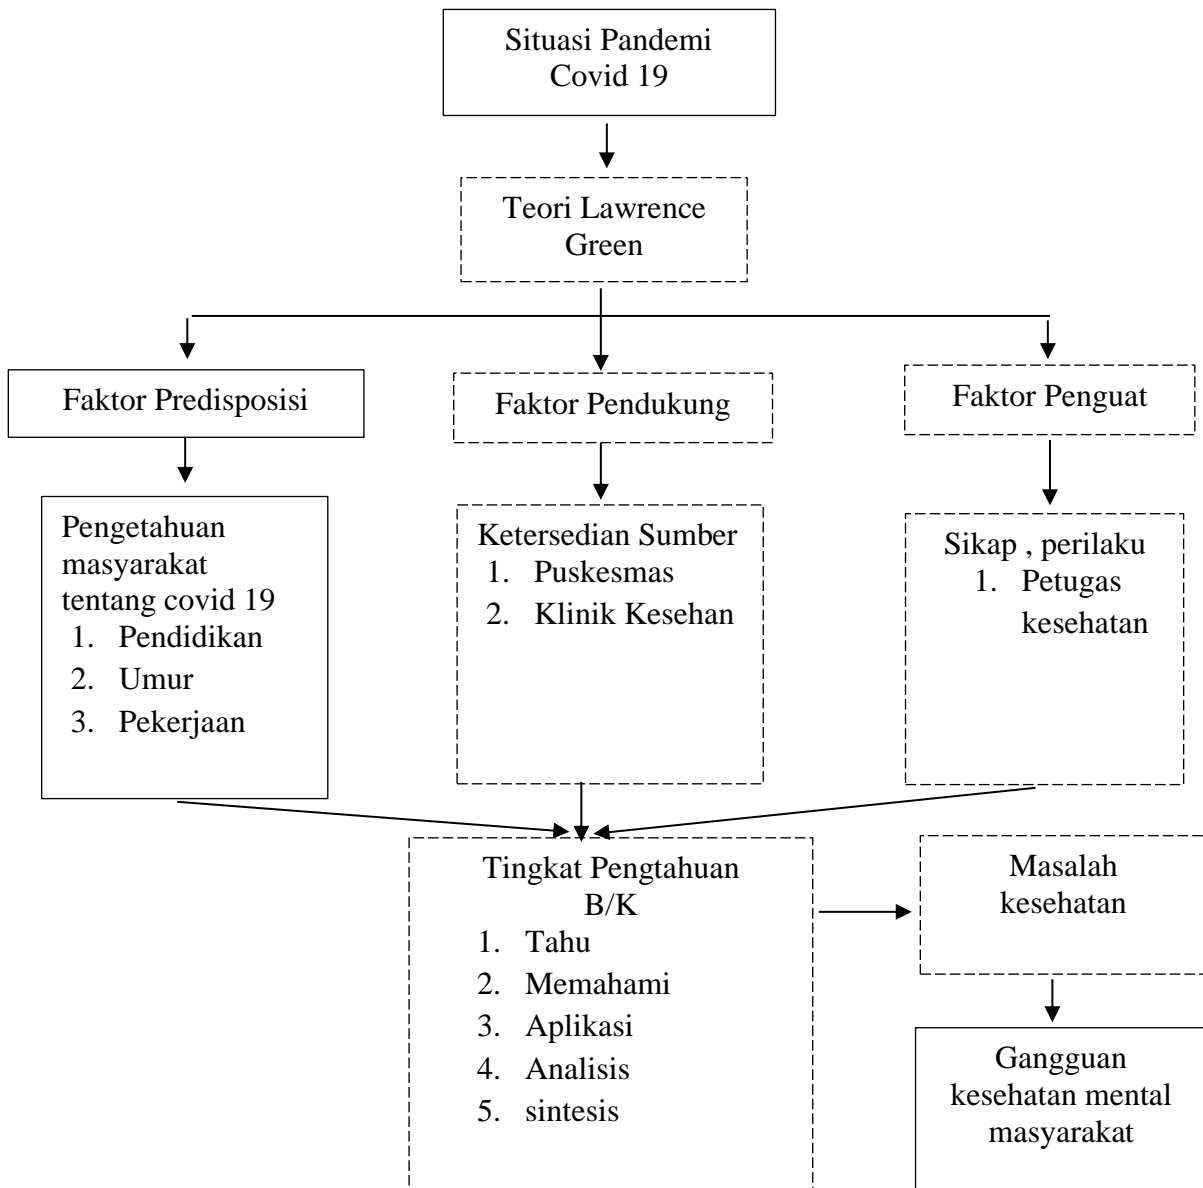 Situasi Pandemi
Covid 19
Teori Lawrence
Green
Faktor Predisposisi
Faktor Pendukung
Faktor Penguat
Pengetahuan
masyarakat
tentang covid 19
1. Pendidikan
2. Umur
3. Pekerjaan
Ketersedian Sumber
1. Puskesmas
2. Klinik Kesehan
Sikap , perilaku
1. Petugas
kesehatan
Tingkat Pengtahuan
B/K
1. Tahu
2. Memahami
3. Aplikasi
4. Analisis
5. sintesis
Masalah
kesehatan
Gangguan
kesehatan mental
masyarakat